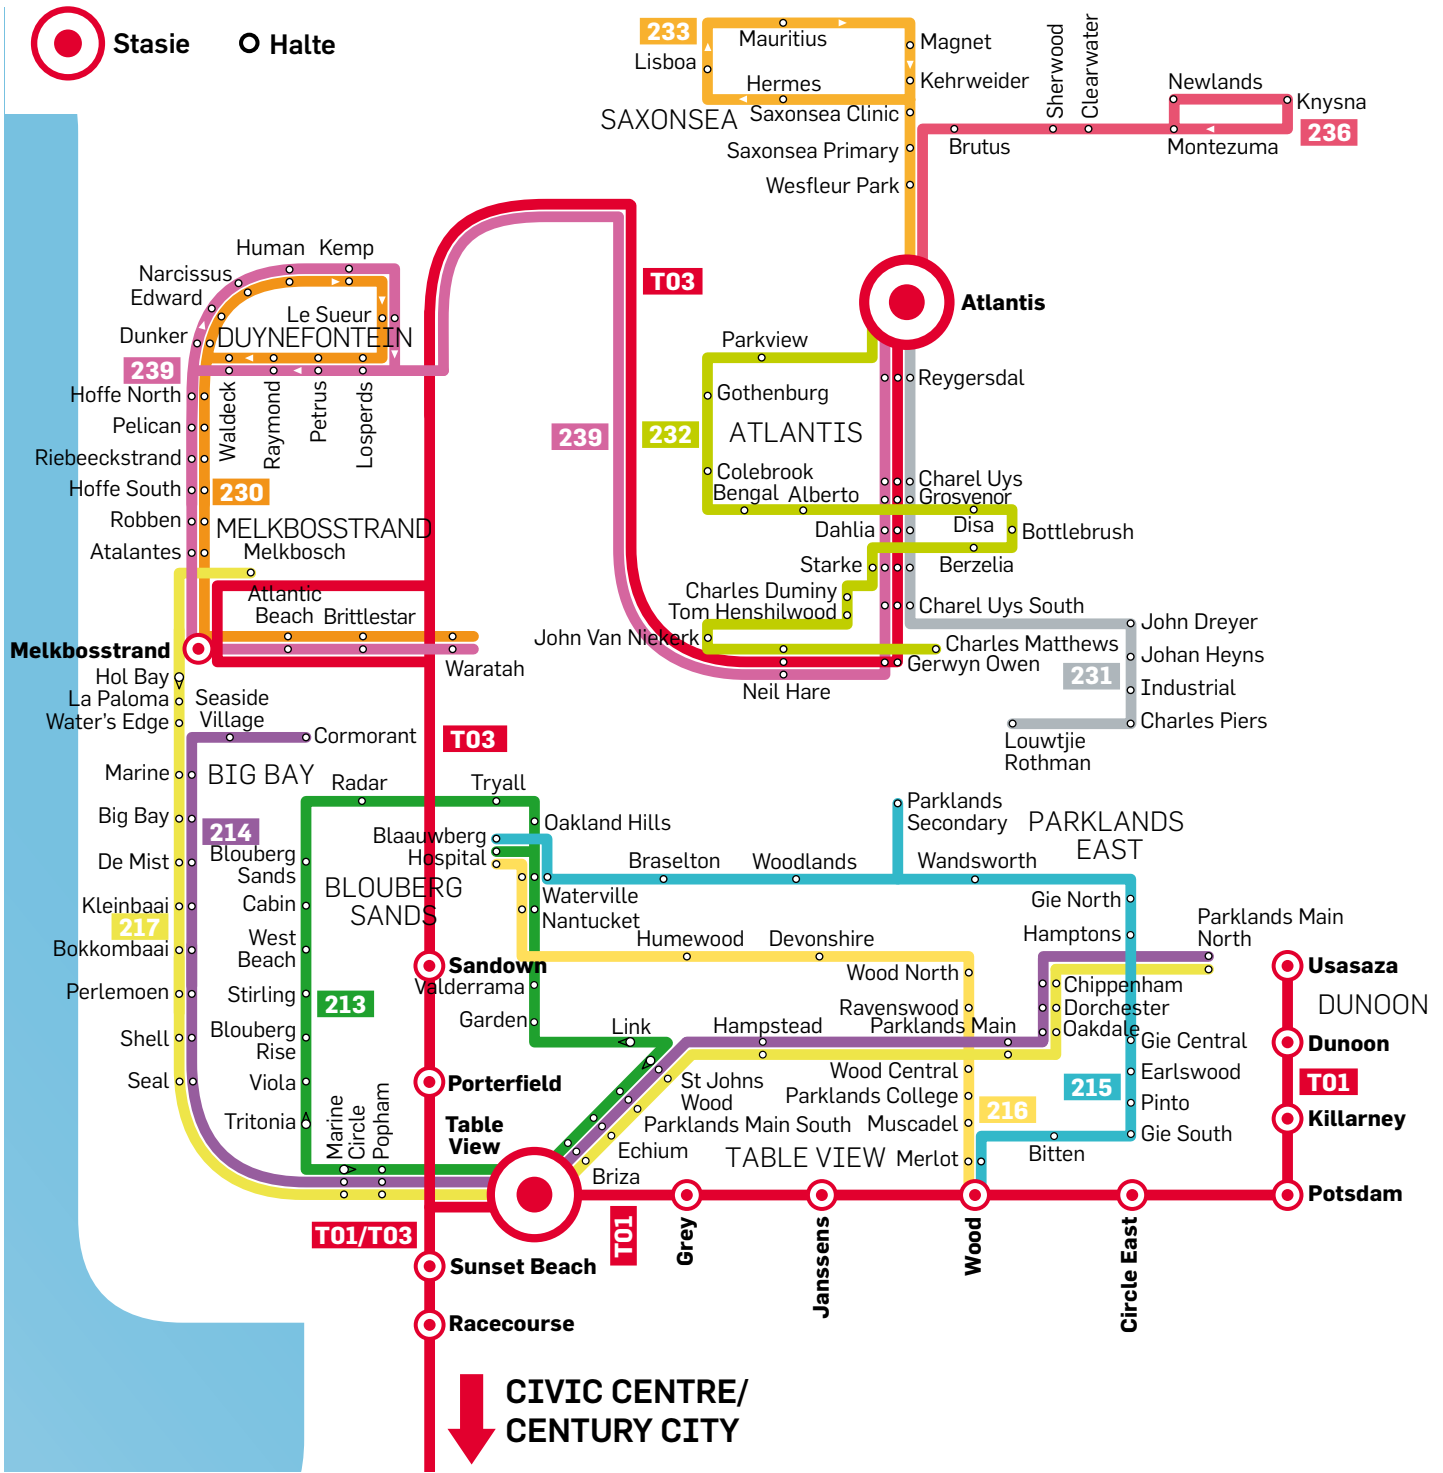 Stasie
Halte
233
Mauritius
Magnet
Lisboa
Hermes
Kehrweider
SAXONSEA
Saxonsea Clinic
Saxonsea Primary
Wesfleur Park
Sherwood
Clearwater
Newlands
Knysna
236
Brutus
Montezuma
Human
Kemp
Narcissus
Edward
Le Sueur
Dunker
DUYNEFONTEIN
239
Hoffe North
Pelican
Riebeeckstrand
Hoffe South
Robben
Atalantes
Waldeck
Raymond
Petrus
Losperds
230
MELKBOSSTRAND
Melkbosch
Atlantic
Beach
Brittlestar
Waratah
Melkbosstrand
T03
Atlantis
Parkview
Gothenburg
239
232
ATLANTIS
Reygersdal
Colebrook
Bengal
Alberto
Charel Uys
Grosvenor
Dahlia
Disa
Bottlebrush
Starke
Berzelia
Charles Duminy
Tom Henshilwood
Charel Uys South
John Van Niekerk
Charles Matthews
Gerwyn Owen
Neil Hare
John Dreyer
Johan Heyns
231
Industrial
Charles Piers
Louwtjie
Rothman
Hol Bay
La Paloma
Water's Edge
Seaside
Village
Cormorant
T03
Marine
BIG BAY
Big Bay
214
De Mist
Kleinbaai
217
Bokkombaai
Perlemoen
Shell
Seal
Radar
Tryall
Blouberg
Sands
Cabin
West
Beach
Stirling
213
Blouberg
Rise
Viola
Tritonia
Marine
Circle
Popham
BLOUBERG
SANDS
Blaauwberg
Hospital
Oakland Hills
Waterville
Nantucket
Sandown
Valderrama
Garden
Link
Porterfield
Table
View
Braselton
Woodlands
Parklands
Secondary
Wandsworth
PARKLANDS
EAST
Gie North
Hamptons
Parklands Main
North
Humewood
Devonshire
Wood North
Ravenswood
Hampstead
Parklands Main
Chippenham
Dorchester
Oakdale
Gie Central
Earlswood
215
Pinto
Gie South
Bitten
St Johns
Wood
Parklands Main South
Echium
Briza
Wood Central
Parklands College
216
Muscadel
Merlot
TABLE VIEW
Usasaza
DUNOON
Dunoon
T01
Killarney
Potsdam
T01/T03
T01
Grey
Janssens
Wood
Circle East
Sunset Beach
Racecourse
CIVIC CENTRE/
CENTURY CITY